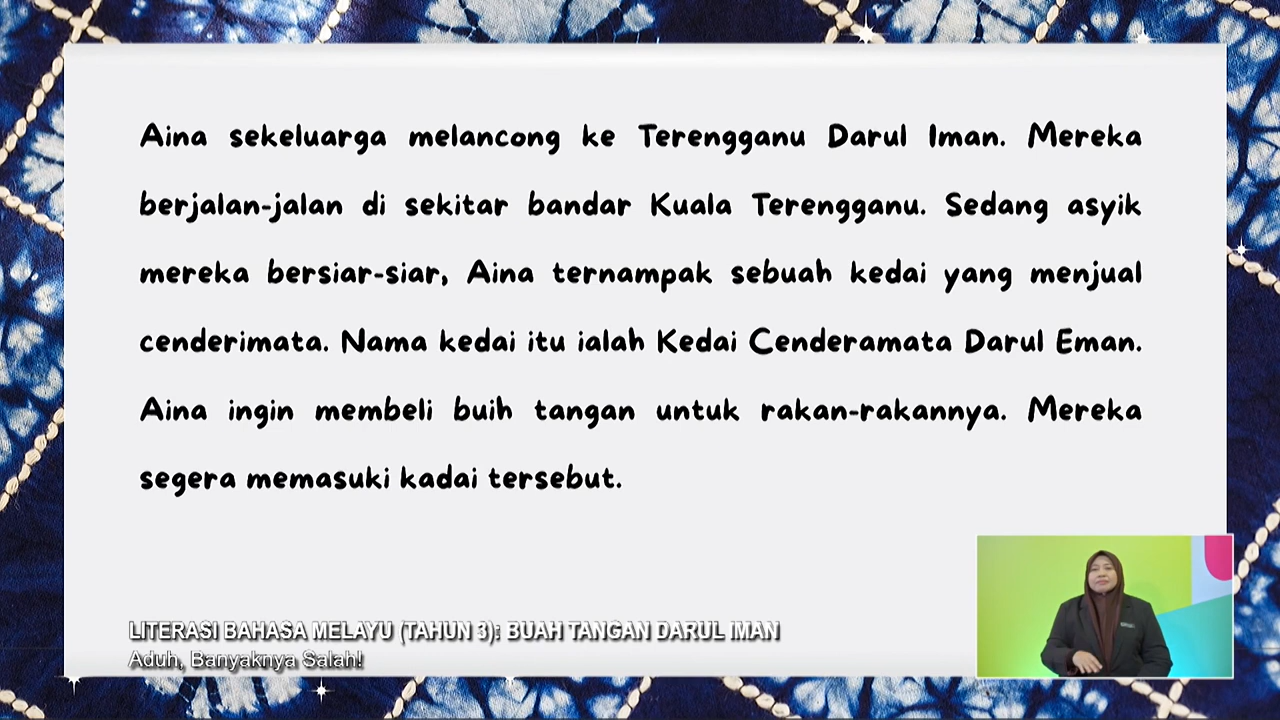 Aina sekeluarga melancong ke Terengganu Darul Iman. Mereka
berjalan-jalan di sekitar bandar Kuala Terengganu. Sedang asyik
mereka bersiar-siar, Aina ternampak sebuah kedai yang menjual
cenderimata. Nama kedai itu ialah Kedai Cenderamata Darul Eman.
Aina ingin membeli buih tangan untuk rakan-rakannya. Mereka
segera memasuki kadai tersebut.
LITERASI BAHASA MELAYU (TAHUN 3): BUAH TANGAN DARUL IMAN
Aduh, Banyaknya Salah!